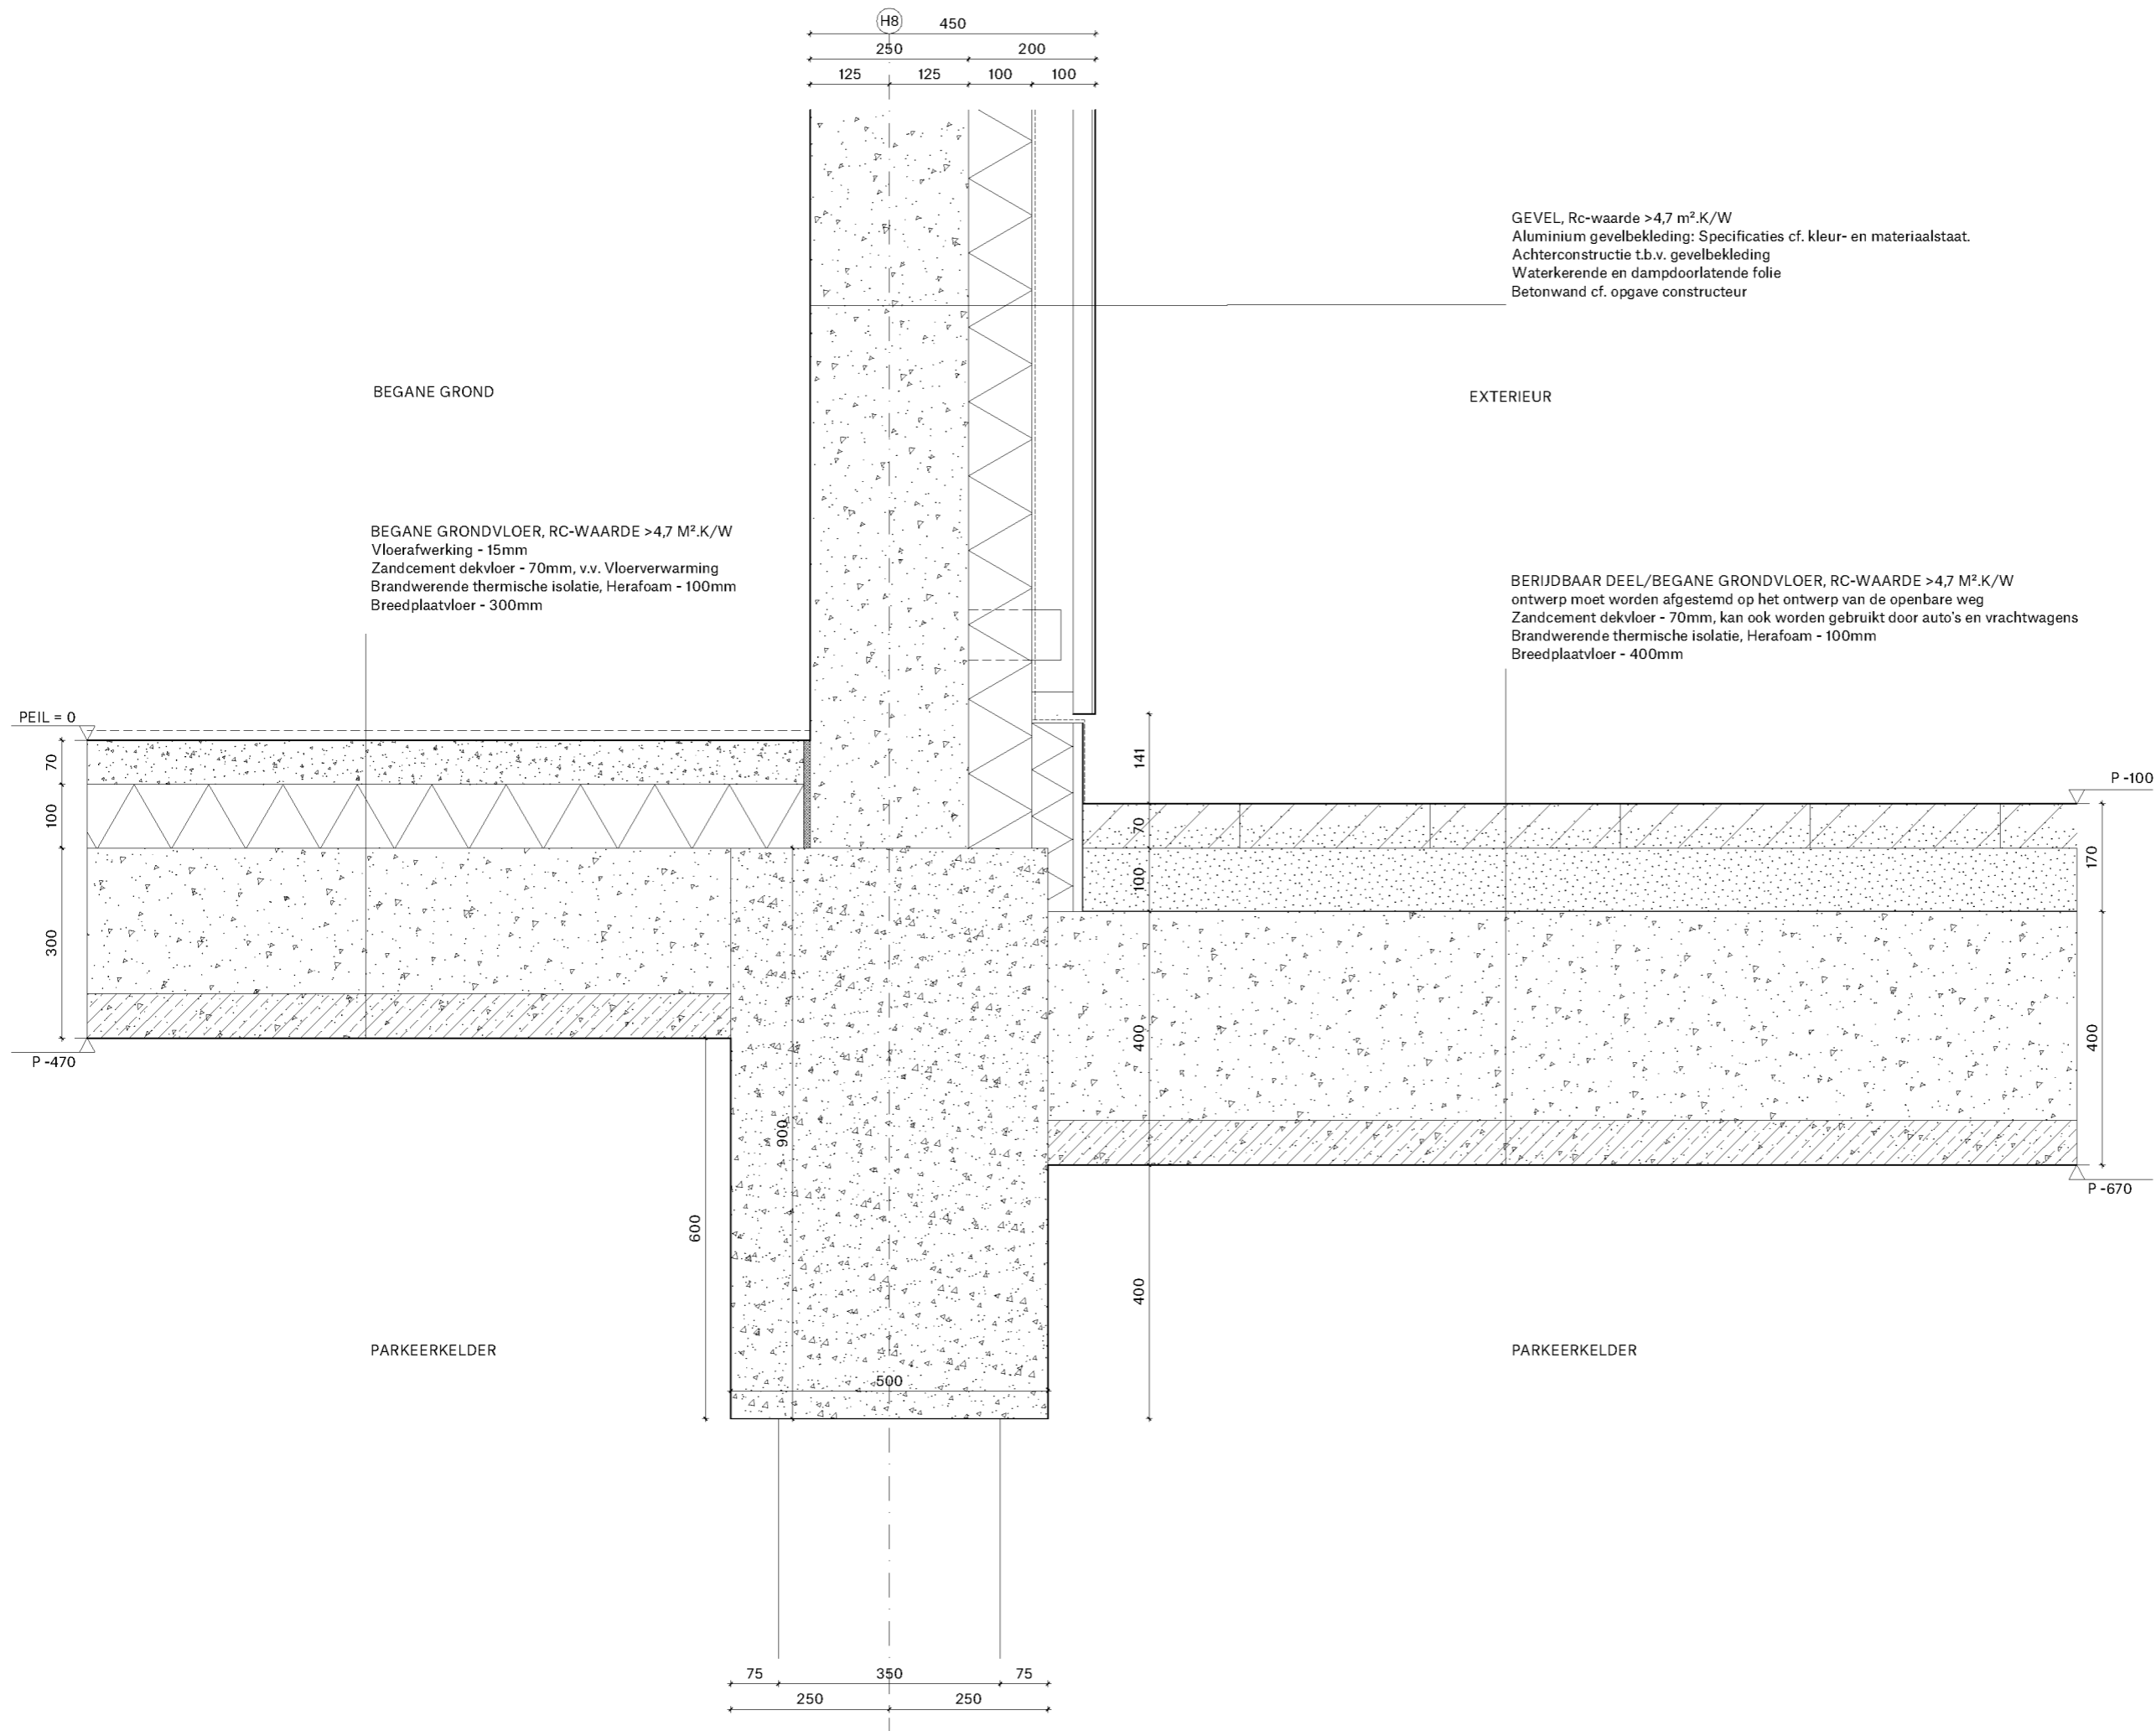 H8
450
250 200
125 125 100 100
GEVEL, Rc-waarde >4,7 m².K/W
Aluminium gevelbekleding: Specificaties cf. kleur- en materiaalstaat.
Achterconstructie t.b.v. gevelbekleding
Waterkerende en dampdoorlatende folie
Betonwand cf. opgave constructeur
BEGANE GROND
EXTERIEUR
BEGANE GRONDVLOER, RC-WAARDE >4,7 M².K/W
Vloerafwerking - 15mm
Zandcement dekvloer - 70mm, v.v. Vloerverwarming
Brandwerende thermische isolatie, Herafoam - 100mm
Breedplaatvloer - 300mm
BERIJDBAAR DEEL/BEGANE GRONDVLOER, RC-WAARDE >4,7 M².K/W
ontwerp moet worden afgestemd op het ontwerp van de openbare weg
Zandcement dekvloer - 70mm, kan ook worden gebruikt door auto's en vrachtwagens
Brandwerende thermische isolatie, Herafoam - 100mm
Breedplaatvloer - 400mm
PEIL = 0
70
100
300
P -470
600
900
500
141
70
100
400
400
P -100
170
400
P -670
PARKEERKELDER
PARKEERKELDER
75 350 75
250 250